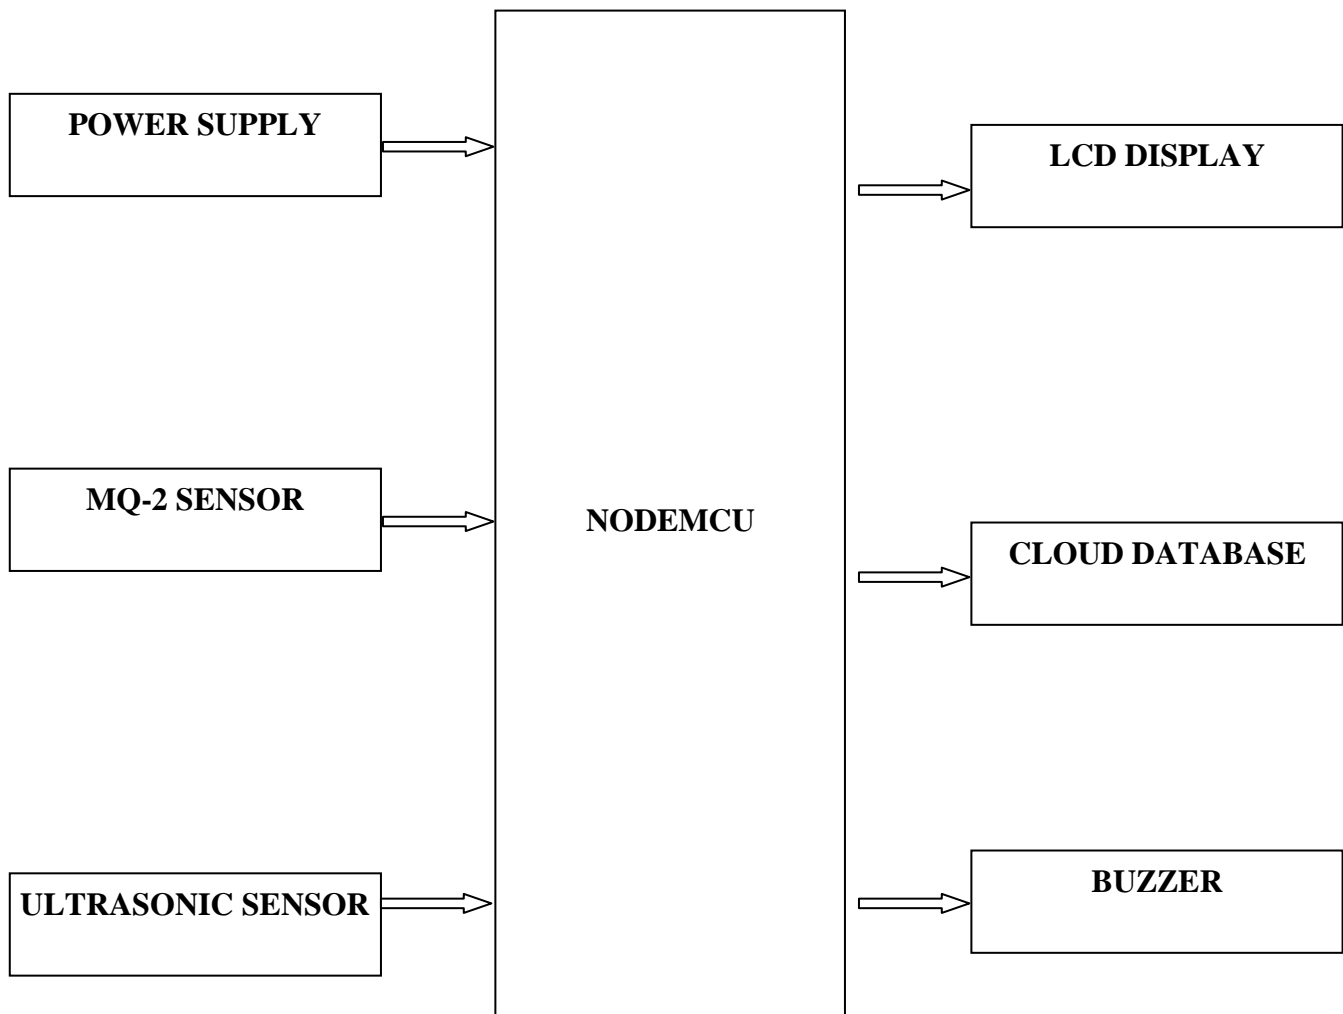 POWER SUPPLY
LCD DISPLAY
MQ-2 SENSOR
NODEMCU
CLOUD DATABASE
ULTRASONIC SENSOR
BUZZER